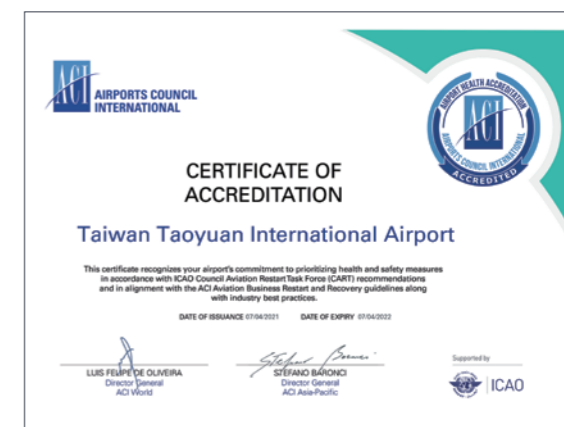 ACI
AIRPORTS COUNCIL
INTERNATIONAL
AIRPORT HEALTH ACCREDITATION
ACI
AIRPORTS COUNCIL INTERNATIONAL
ACCREDITED
CERTIFICATE OF
ACCREDITATION
Taiwan Taoyuan International Airport
This certificate recognizes your airport's commitment to prioritizing health and safety measures
in accordance with ICAO Council Aviation Restart Task Force (CART) recommendations
and in alignment with the ACI Aviation Business Restart and Recovery guidelines along
with industry best practices.
DATE OF ISSUANCE 07/04/2021 DATE OF EXPIRY 07/04/2022
Stefano Baronci
LUIS FELIPE DE OLIVEIRA
Director General
ACI World
STEFANO BARONCI
Director General
ACI Asia-Pacific
Supported by
ICAO